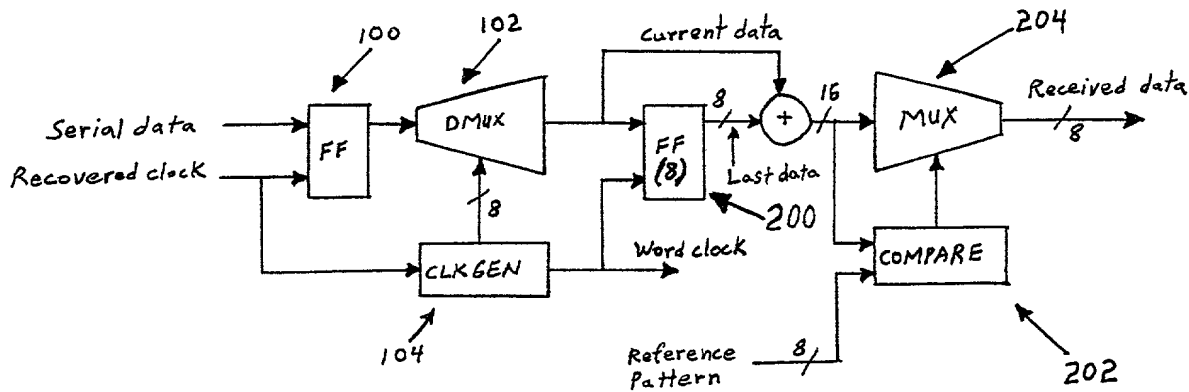 100
102
204
Current data
Serial data
Recovered clock
FF
DMUX
8
FF
(8)
8
Last data
+
16
MUX
Received data
8
200
8
CLKGEN
Word clock
COMPARE
104
Reference
Pattern
8
202